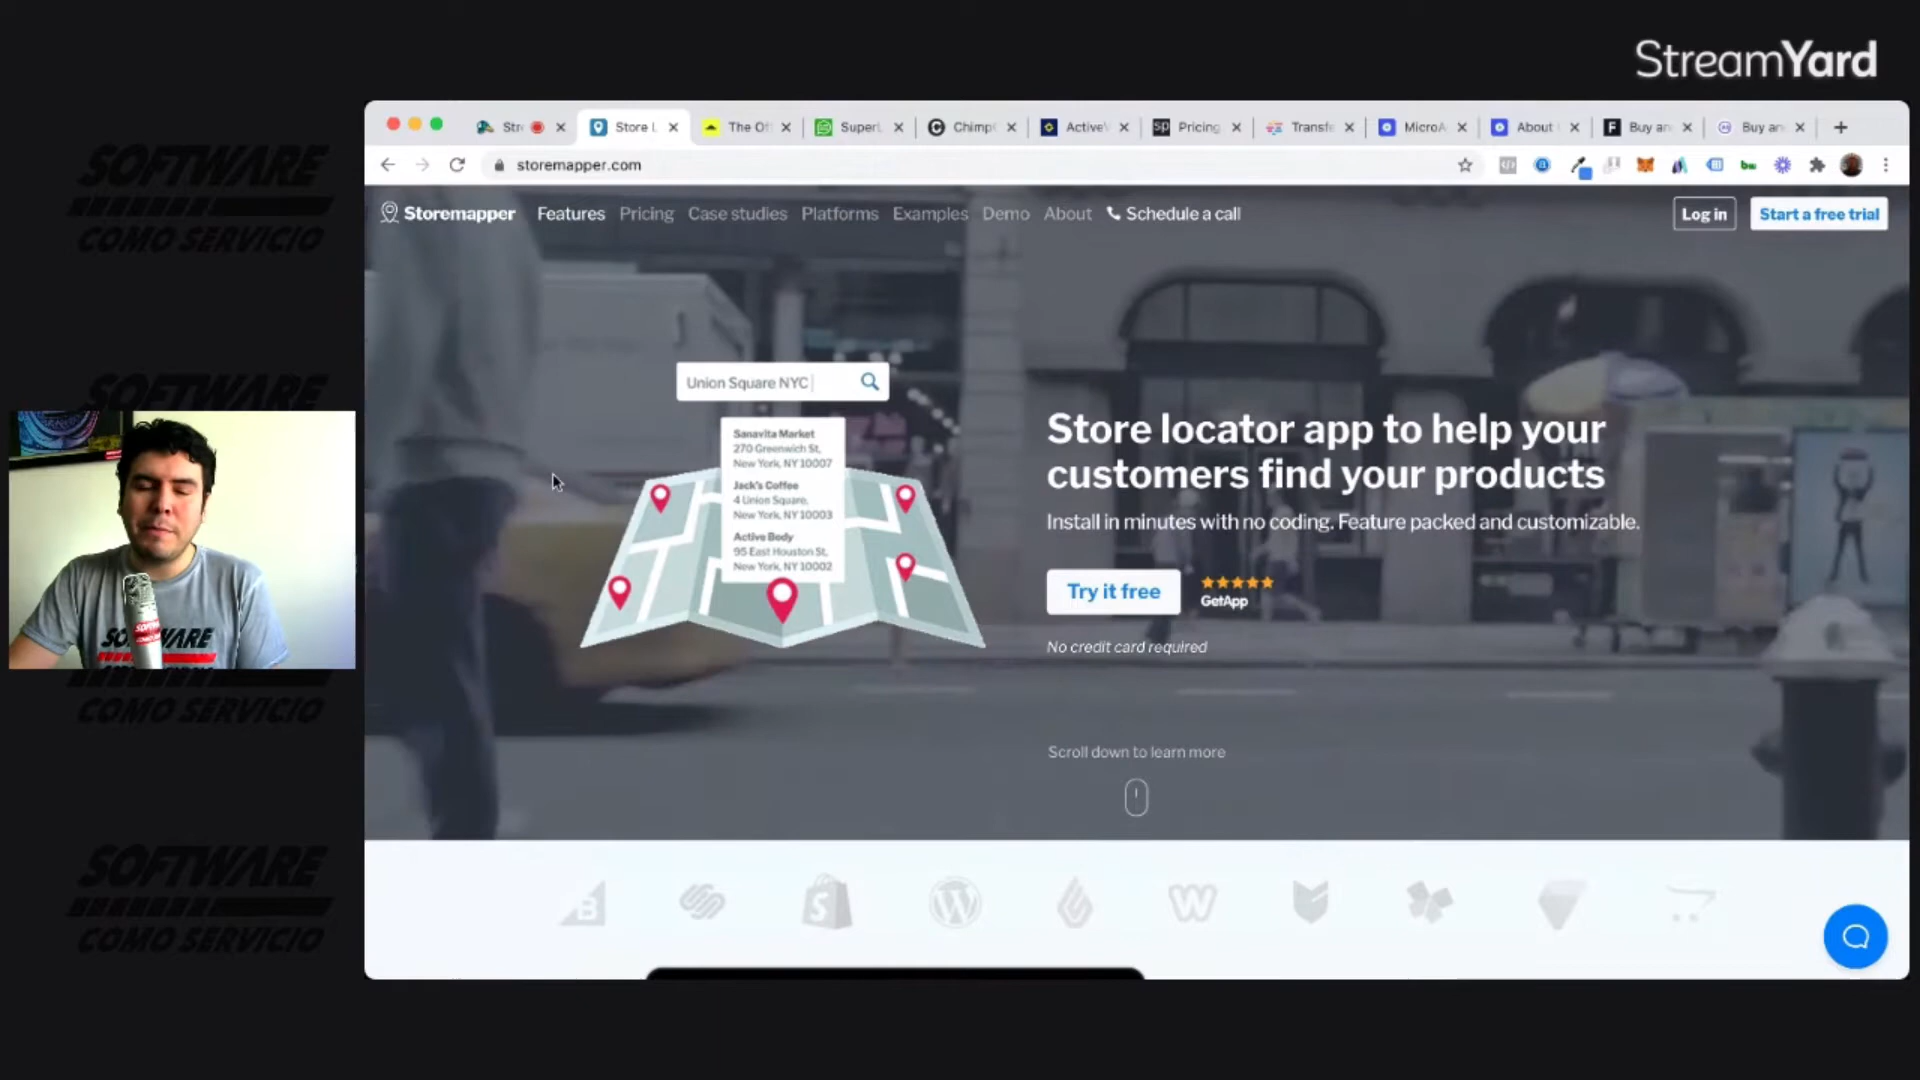 StreamYard
SOFTWARE
COMO SERVICIO
SOFTWARE
COMO SERVICIO
SOFTWARE
COMO SERVICIO
SOFTWARE
Str
Store L
The Of
SuperL
Chimp
Active
Pricing
Transfe
MicroA
About
Buy an
Buy an
storemapper.com
Storemapper
Features
Pricing
Case studies
Platforms
Examples
Demo
About
Schedule a call
Log in
Start a free trial
Union Square NYC
Sanavita Market
270 Greenwich St,
New York, NY 10007
Jack's Coffee
4 Union Square,
New York, NY 10003
Active Body
95 East Houston St,
New York, NY 10002
Store locator app to help your
customers find your products
Install in minutes with no coding. Feature packed and customizable.
Try it free
GetApp
No credit card required
Scroll down to learn more